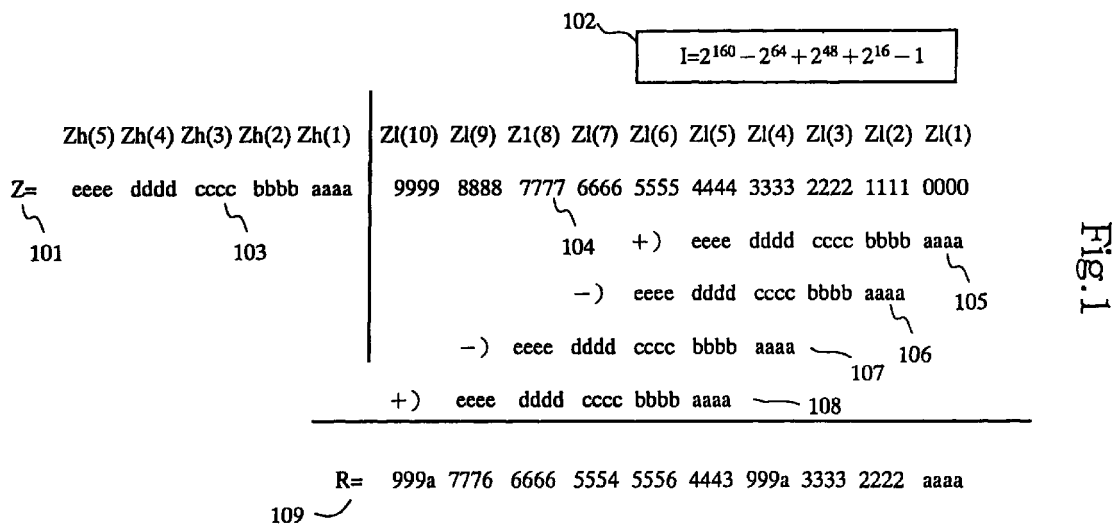 102
I=2^160 − 2^64 + 2^48 + 2^16 − 1
Zh(5) Zh(4) Zh(3) Zh(2) Zh(1) Zl(10) Zl(9) Z1(8) Zl(7) Zl(6) Zl(5) Zl(4) Zl(3) Zl(2) Zl(1)
Z= eeee dddd cccc bbbb aaaa 9999 8888 7777 6666 5555 4444 3333 2222 1111 0000
101 103 104
+) eeee dddd cccc bbbb aaaa
105
−) eeee dddd cccc bbbb aaaa
106
−) eeee dddd cccc bbbb aaaa
107
+) eeee dddd cccc bbbb aaaa
108
R= 999a 7776 6666 5554 5556 4443 999a 3333 2222 aaaa
109
Fig.1